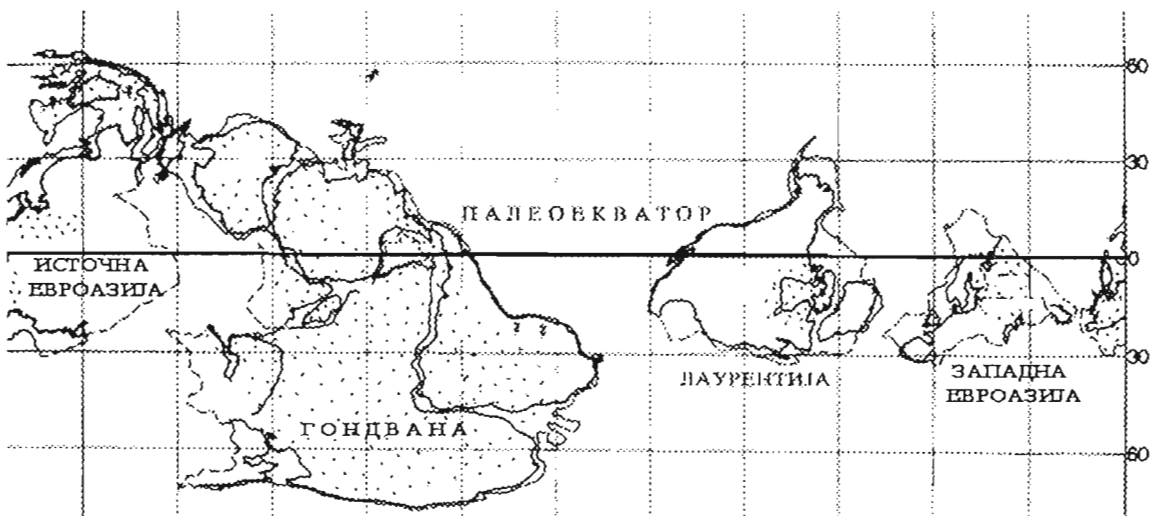 60
30
ПАЛЕОЕКВАТОР
0
ИСТОЧНА
ЕВРОАЗИЈА
30
ЛАУРЕНТИЈА
ЗАПАДНА
ЕВРОАЗИЈА
ГОНДВАНА
60